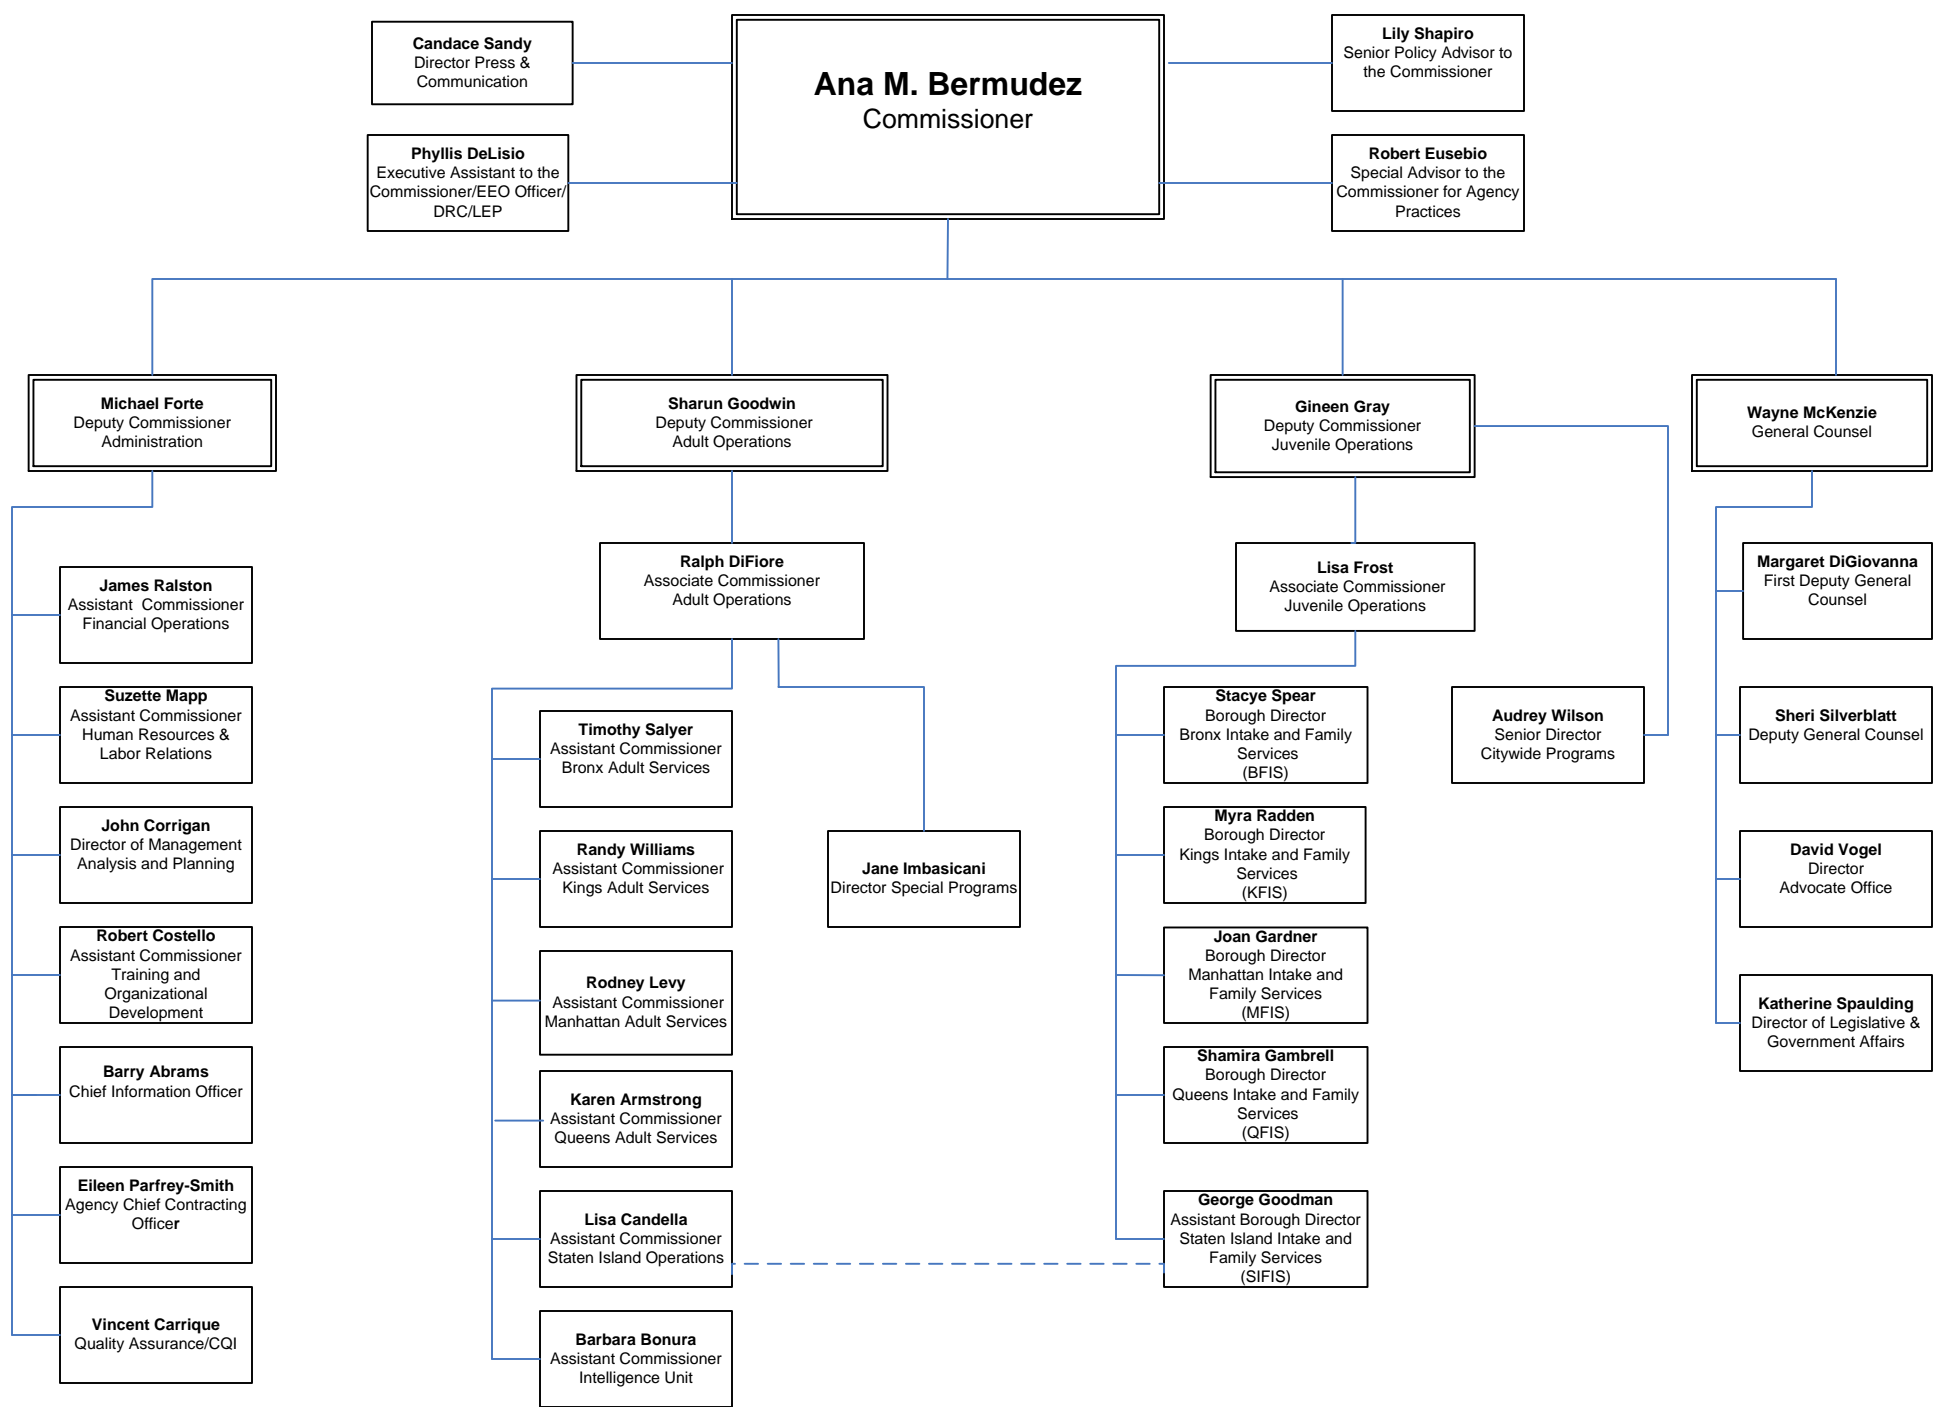 Candace Sandy
Director Press &
Communication
Phyllis DeLisio
Executive Assistant to the
Commissioner/EEO Officer/
DRC/LEP
Ana M. Bermudez
Commissioner
Lily Shapiro
Senior Policy Advisor to
the Commissioner
Robert Eusebio
Special Advisor to the
Commissioner for Agency
Practices
Michael Forte
Deputy Commissioner
Administration
James Ralston
Assistant  Commissioner
Financial Operations
Suzette Mapp
Assistant Commissioner
Human Resources &
Labor Relations
John Corrigan
Director of Management
Analysis and Planning
Robert Costello
Assistant Commissioner
Training and
Organizational
Development
Barry Abrams
Chief Information Officer
Eileen Parfrey-Smith
Agency Chief Contracting
Officer
Vincent Carrique
Quality Assurance/CQI
Sharun Goodwin
Deputy Commissioner
Adult Operations
Ralph DiFiore
Associate Commissioner
Adult Operations
Timothy Salyer
Assistant Commissioner
Bronx Adult Services
Randy Williams
Assistant Commissioner
Kings Adult Services
Rodney Levy
Assistant Commissioner
Manhattan Adult Services
Karen Armstrong
Assistant Commissioner
Queens Adult Services
Lisa Candella
Assistant Commissioner
Staten Island Operations
Barbara Bonura
Assistant Commissioner
Intelligence Unit
Jane Imbasicani
Director Special Programs
Gineen Gray
Deputy Commissioner
Juvenile Operations
Lisa Frost
Associate Commissioner
Juvenile Operations
Stacye Spear
Borough Director
Bronx Intake and Family
Services
(BFIS)
Myra Radden
Borough Director
Kings Intake and Family
Services
(KFIS)
Joan Gardner
Borough Director
Manhattan Intake and
Family Services
(MFIS)
Shamira Gambrell
Borough Director
Queens Intake and Family
Services
(QFIS)
George Goodman
Assistant Borough Director
Staten Island Intake and
Family Services
(SIFIS)
Audrey Wilson
Senior Director
Citywide Programs
Wayne McKenzie
General Counsel
Margaret DiGiovanna
First Deputy General
Counsel
Sheri Silverblatt
Deputy General Counsel
David Vogel
Director
Advocate Office
Katherine Spaulding
Director of Legislative &
Government Affairs